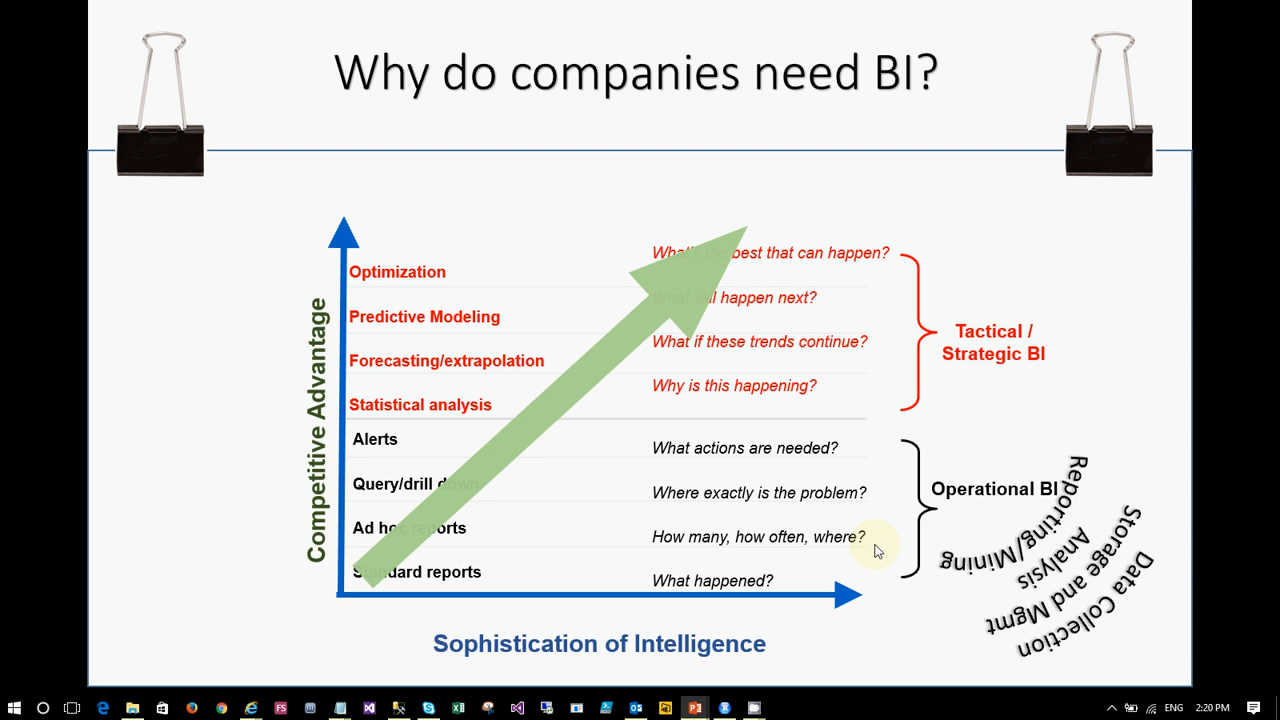 Why do companies need BI?
Competitive Advantage
Optimization
What's the best that can happen?
Predictive Modeling
What will happen next?
Forecasting/extrapolation
What if these trends continue?
Statistical analysis
Why is this happening?
Tactical /
Strategic BI
Alerts
What actions are needed?
Query/drill down
Where exactly is the problem?
Ad hoc reports
How many, how often, where?
Standard reports
What happened?
Operational BI
Reporting/Mining
Analysis
Storage and Mgmt
Data Collection
Sophistication of Intelligence
ENG
2:20 PM